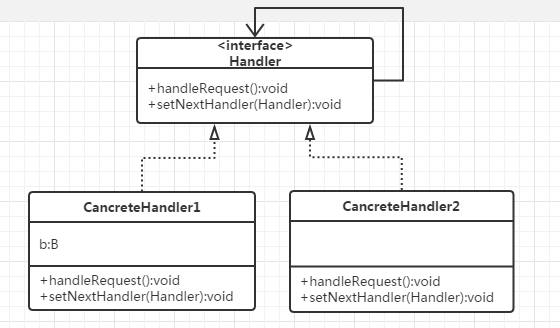 <interface>
Handler
+handleRequest():void
+setNextHandler(Handler):void
CancreteHandler1
b:B
+handleRequest():void
+setNextHandler(Handler):void
CancreteHandler2
+handleRequest():void
+setNextHandler(Handler):void